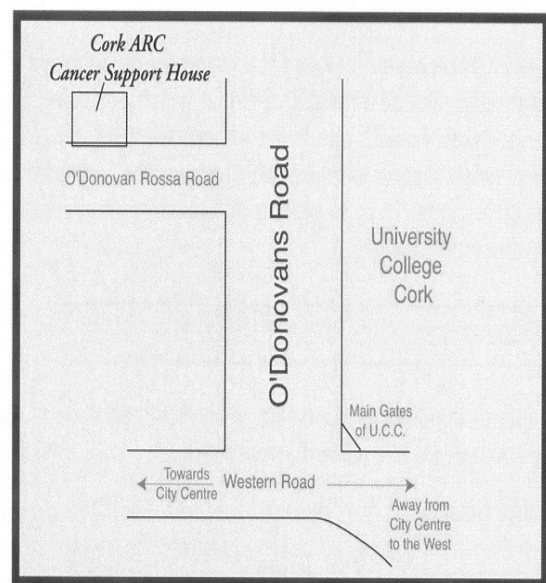 Cork ARC
Cancer Support House
O'Donovan Rossa Road
O'Donovans Road
University
College
Cork
Main Gates
of U.C.C.
Towards
City Centre
Western Road
Away from
City Centre
to the West